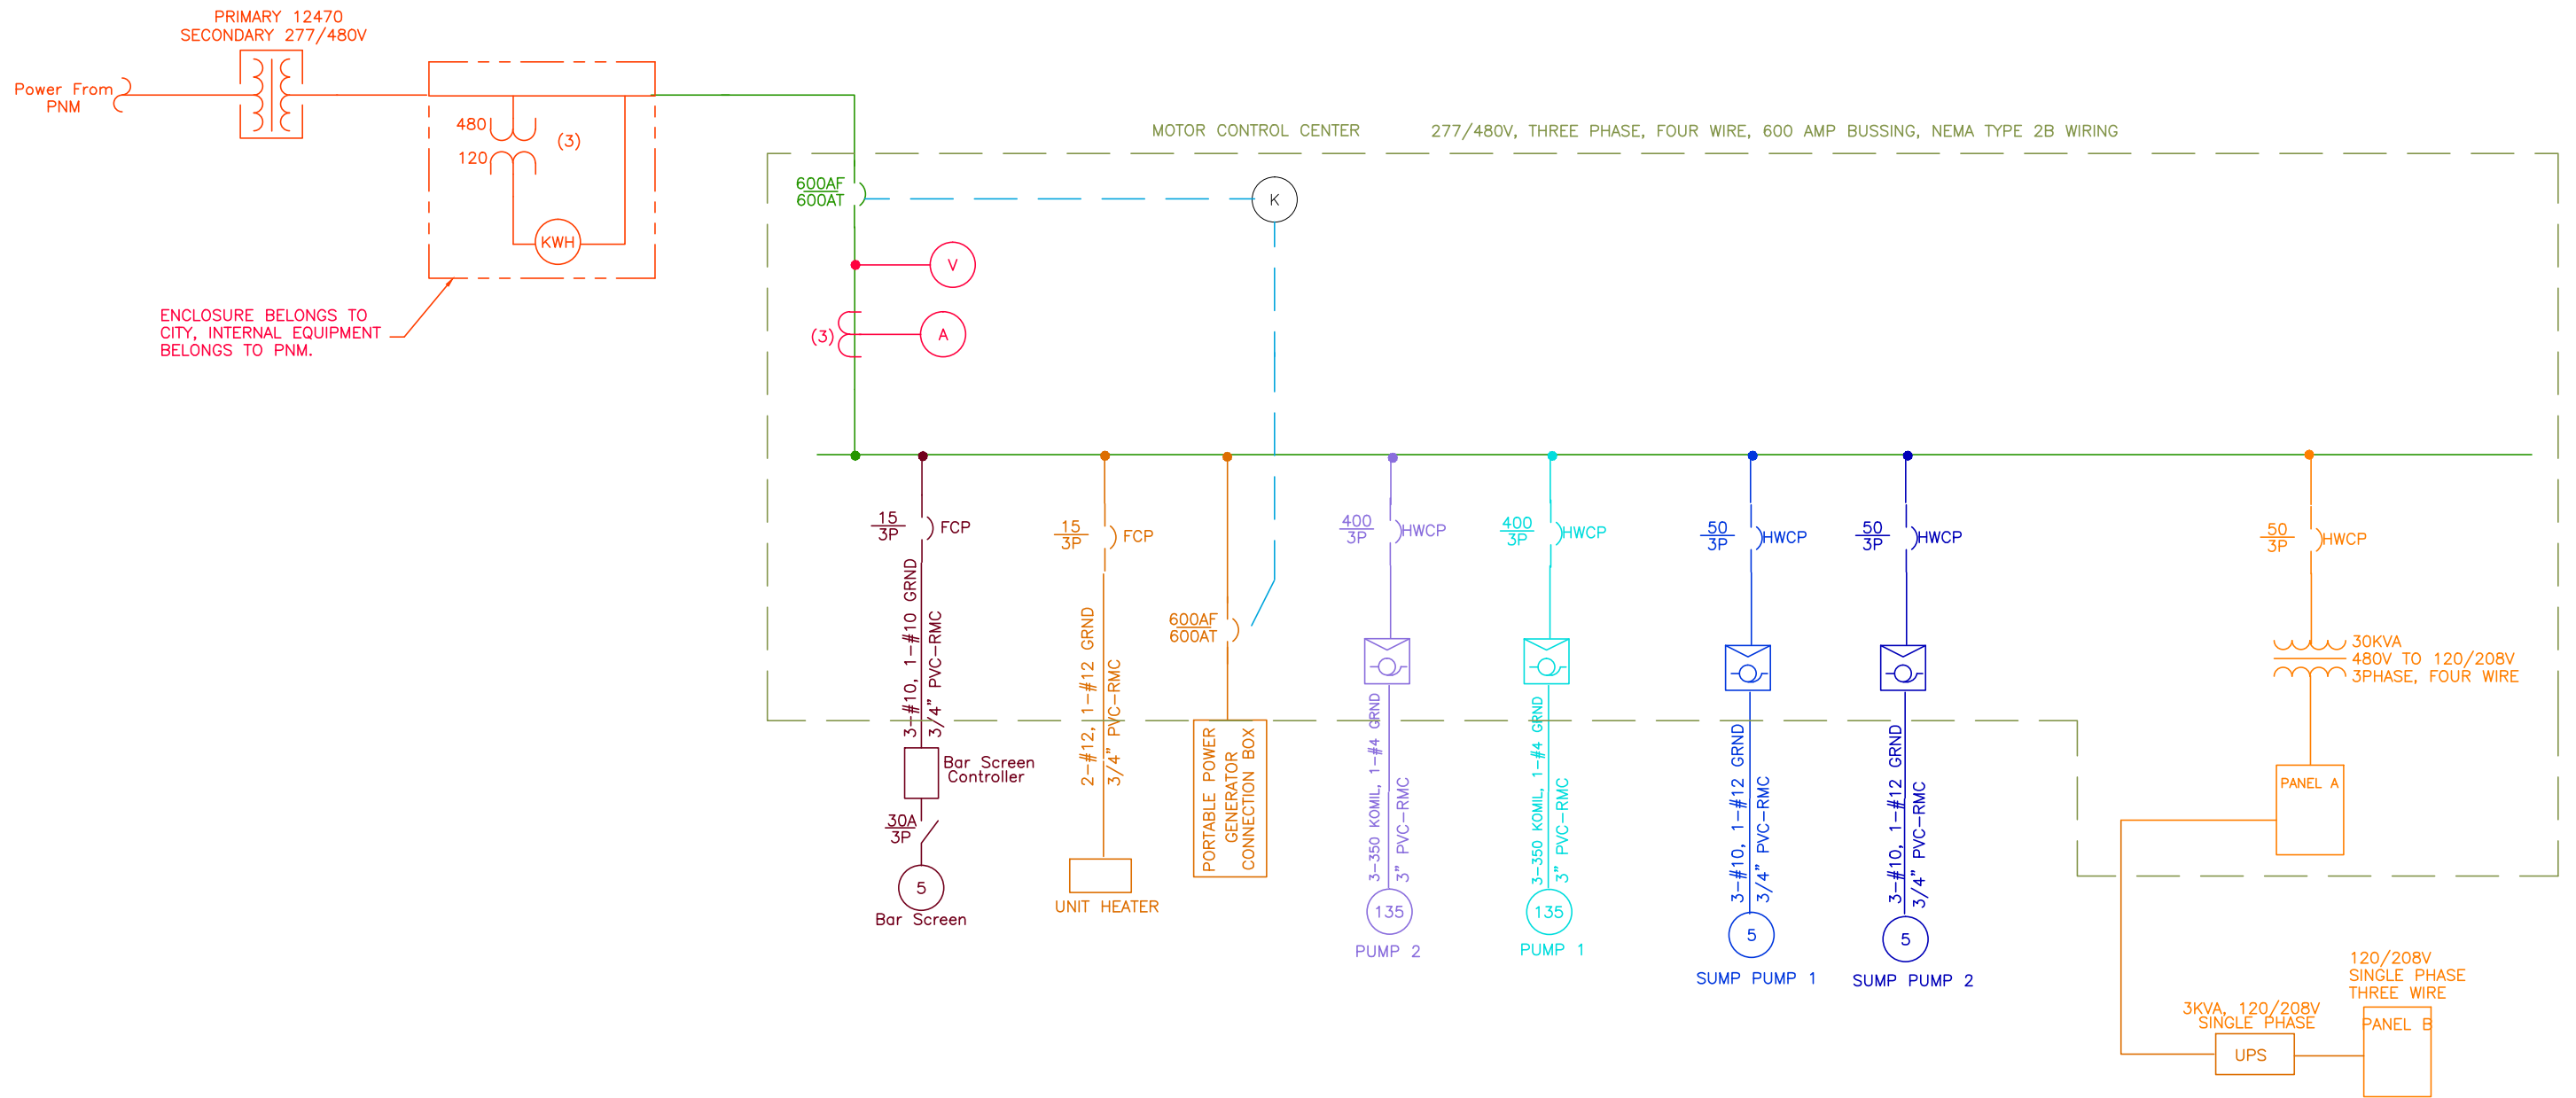 PRIMARY 12470
SECONDARY 277/480V
Power From
PNM
480
120
(3)
KWH
ENCLOSURE BELONGS TO
CITY, INTERNAL EQUIPMENT
BELONGS TO PNM.
MOTOR CONTROL CENTER
277/480V, THREE PHASE, FOUR WIRE, 600 AMP BUSSING, NEMA TYPE 2B WIRING
600AF
600AT
K
V
(3)
A
15
3P
FCP
3-#10, 1-#10 GRND
3/4" PVC-RMC
Bar Screen
Controller
30A
3P
5
Bar Screen
15
3P
FCP
2-#12, 1-#12 GRND
3/4" PVC-RMC
UNIT HEATER
600AF
600AT
PORTABLE POWER
GENERATOR
CONNECTION BOX
400
3P
HWCP
3-350 KOMIL, 1-#4 GRND
3" PVC-RMC
135
PUMP 2
400
3P
HWCP
3-350 KOMIL, 1-#4 GRND
3" PVC-RMC
135
PUMP 1
50
3P
HWCP
3-#10, 1-#12 GRND
3/4" PVC-RMC
5
SUMP PUMP 1
50
3P
HWCP
3-#10, 1-#12 GRND
3/4" PVC-RMC
5
SUMP PUMP 2
50
3P
HWCP
30KVA
480V TO 120/208V
3PHASE, FOUR WIRE
PANEL A
3KVA, 120/208V
SINGLE PHASE
UPS
120/208V
SINGLE PHASE
THREE WIRE
PANEL B